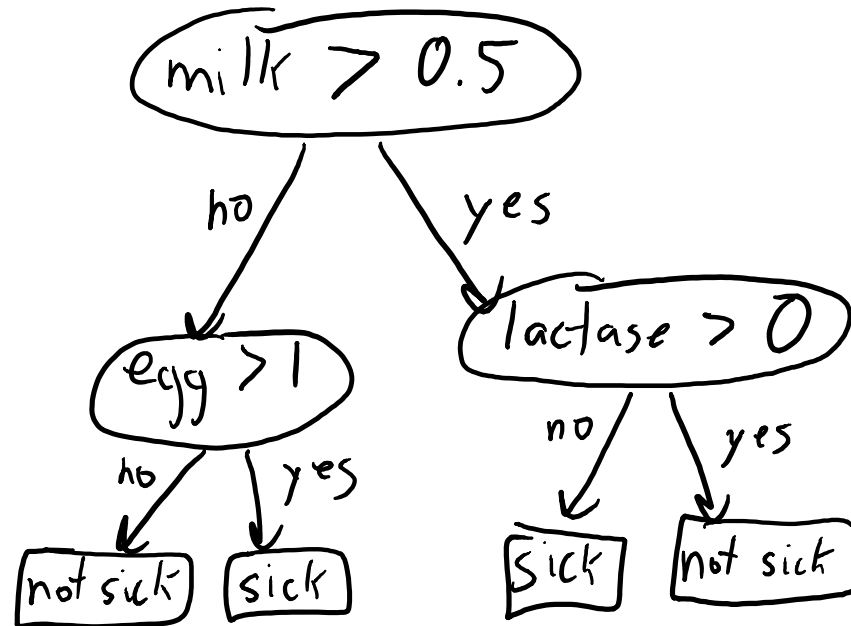 milk > 0.5
no
yes
lactase > 0
egg > 1
no
yes
no
yes
not sick
sick
sick
not sick